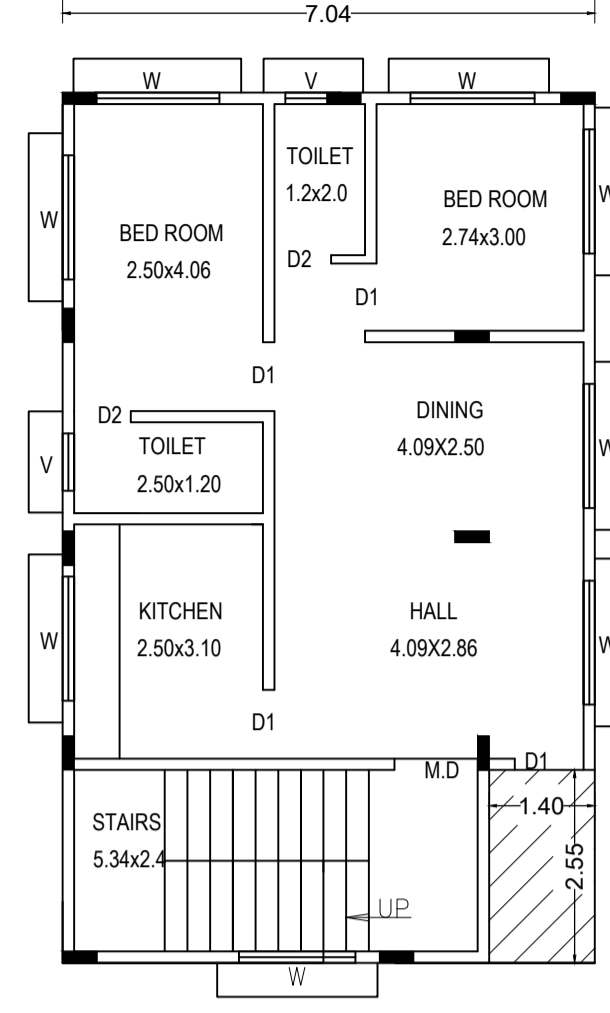 7.04
W
V
W
TOILET
1.2x2.0
BED ROOM
2.74x3.00
W
W
BED ROOM
2.50x4.06
D2
D1
D1
D2
DINING
4.09X2.50
TOILET
2.50x1.20
V
W
KITCHEN
2.50x3.10
HALL
4.09X2.86
W
W
D1
M.D
D1
STAIRS
5.34x2.4
1.40
2.55
UP
W